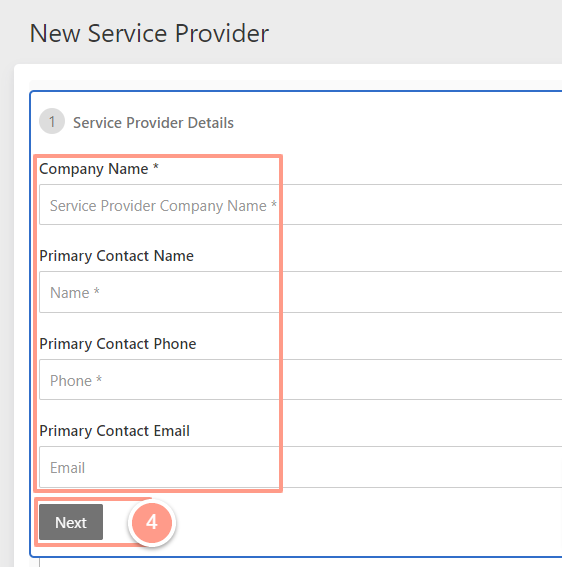 New Service Provider
1 Service Provider Details
Company Name *
Service Provider Company Name *
Primary Contact Name
Name *
Primary Contact Phone
Phone *
Primary Contact Email
Email
Next 4